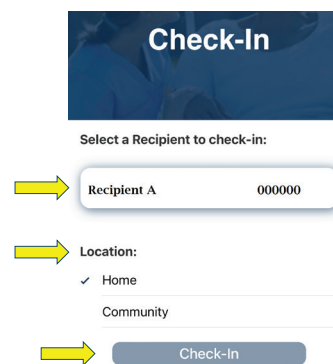 Check-In
Select a Recipient to check-in:
Recipient A 000000
Location:
Home
Community
Check-In